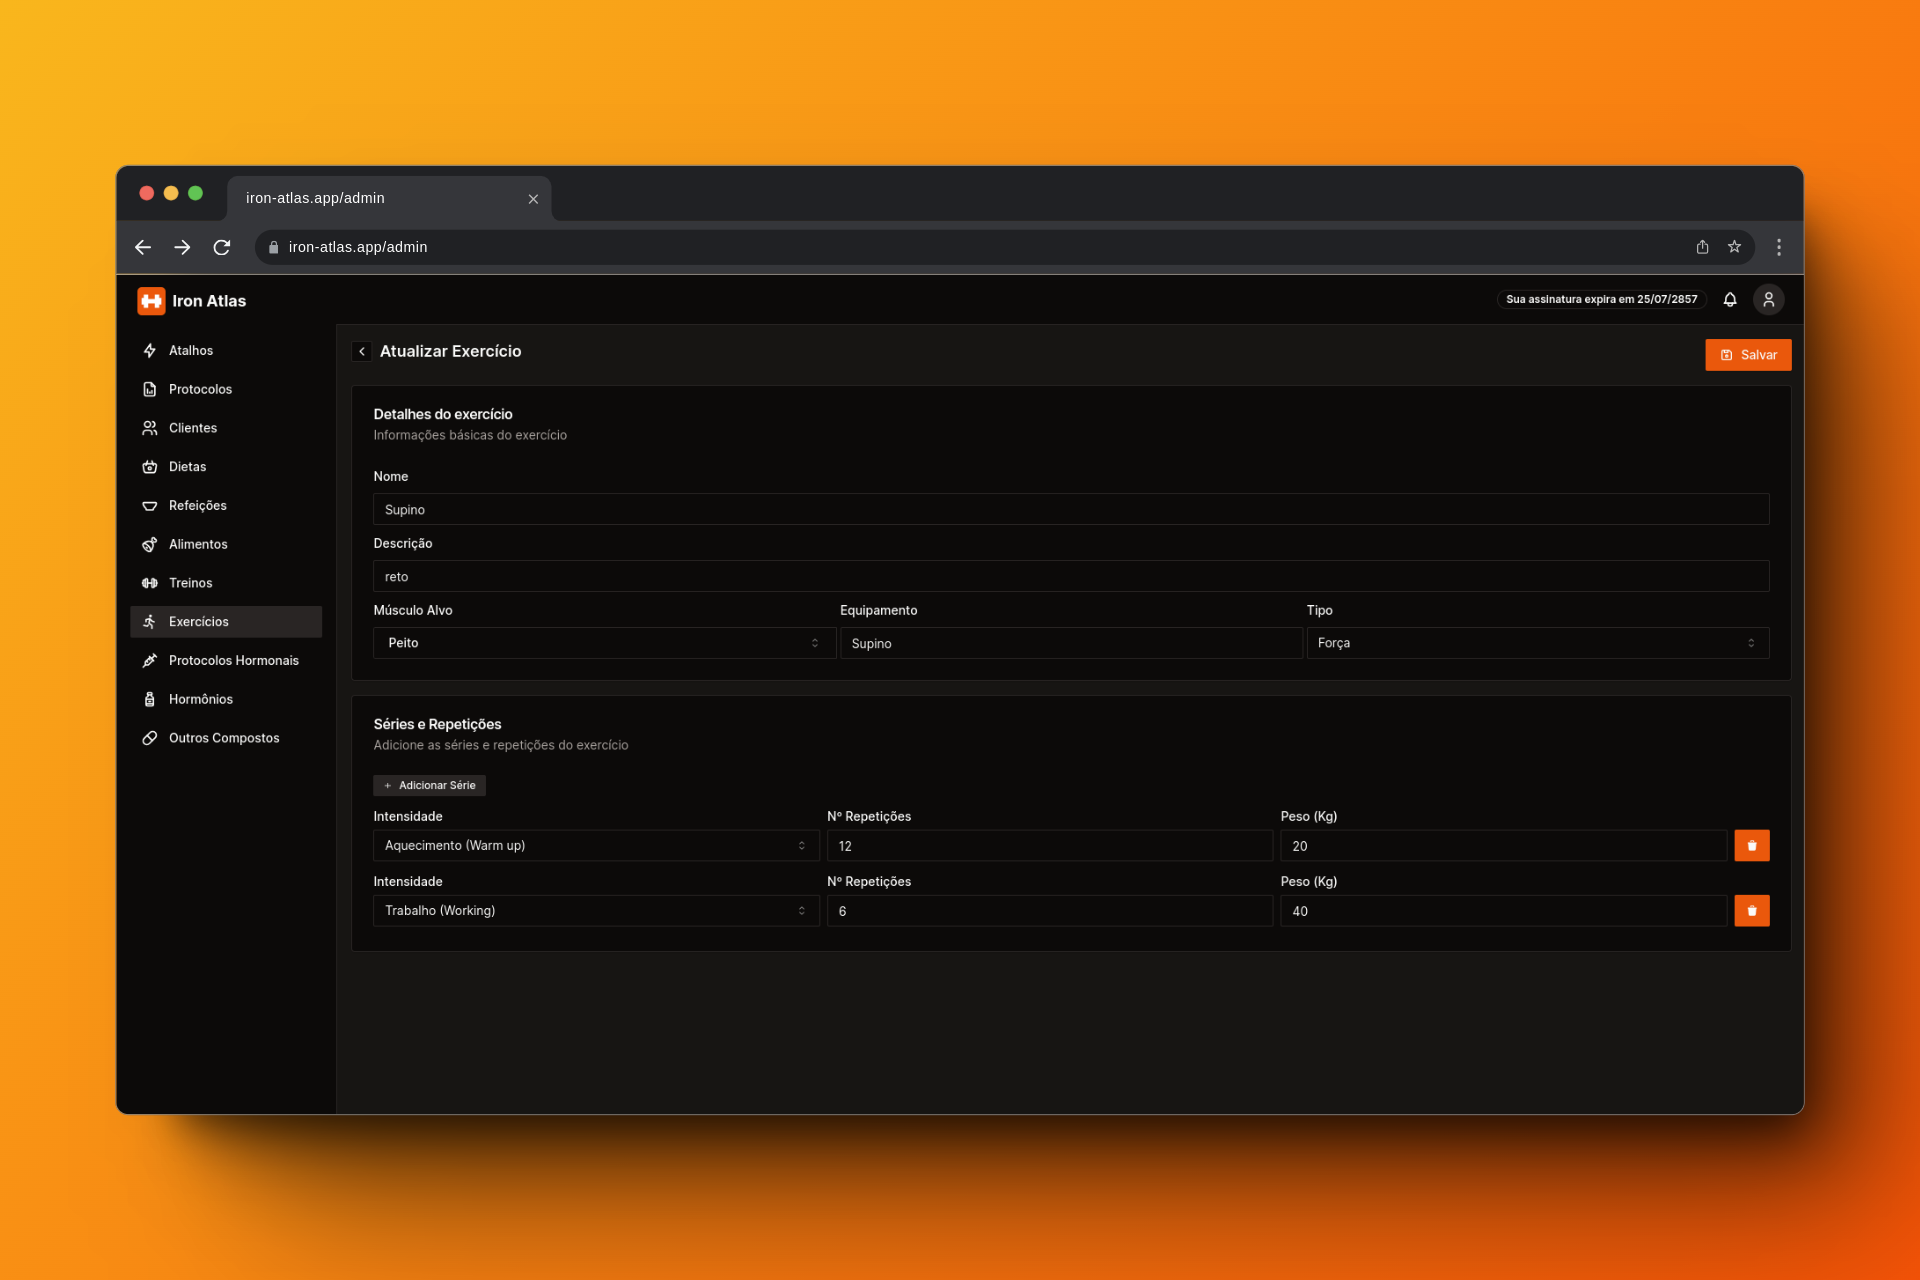 iron-atlas.app/admin
iron-atlas.app/admin
Iron Atlas
Sua assinatura expira em 25/07/2857
Atalhos
Protocolos
Clientes
Dietas
Refeições
Alimentos
Treinos
Exercícios
Protocolos Hormonais
Hormônios
Outros Compostos
Atualizar Exercício
Salvar
Detalhes do exercício
Informações básicas do exercício
Nome
Supino
Descrição
reto
Músculo Alvo Equipamento Tipo
Peito Supino Força
Séries e Repetições
Adicione as séries e repetições do exercício
+ Adicionar Série
Intensidade Nº Repetições Peso (Kg)
Aquecimento (Warm up) 12 20
Intensidade Nº Repetições Peso (Kg)
Trabalho (Working) 6 40